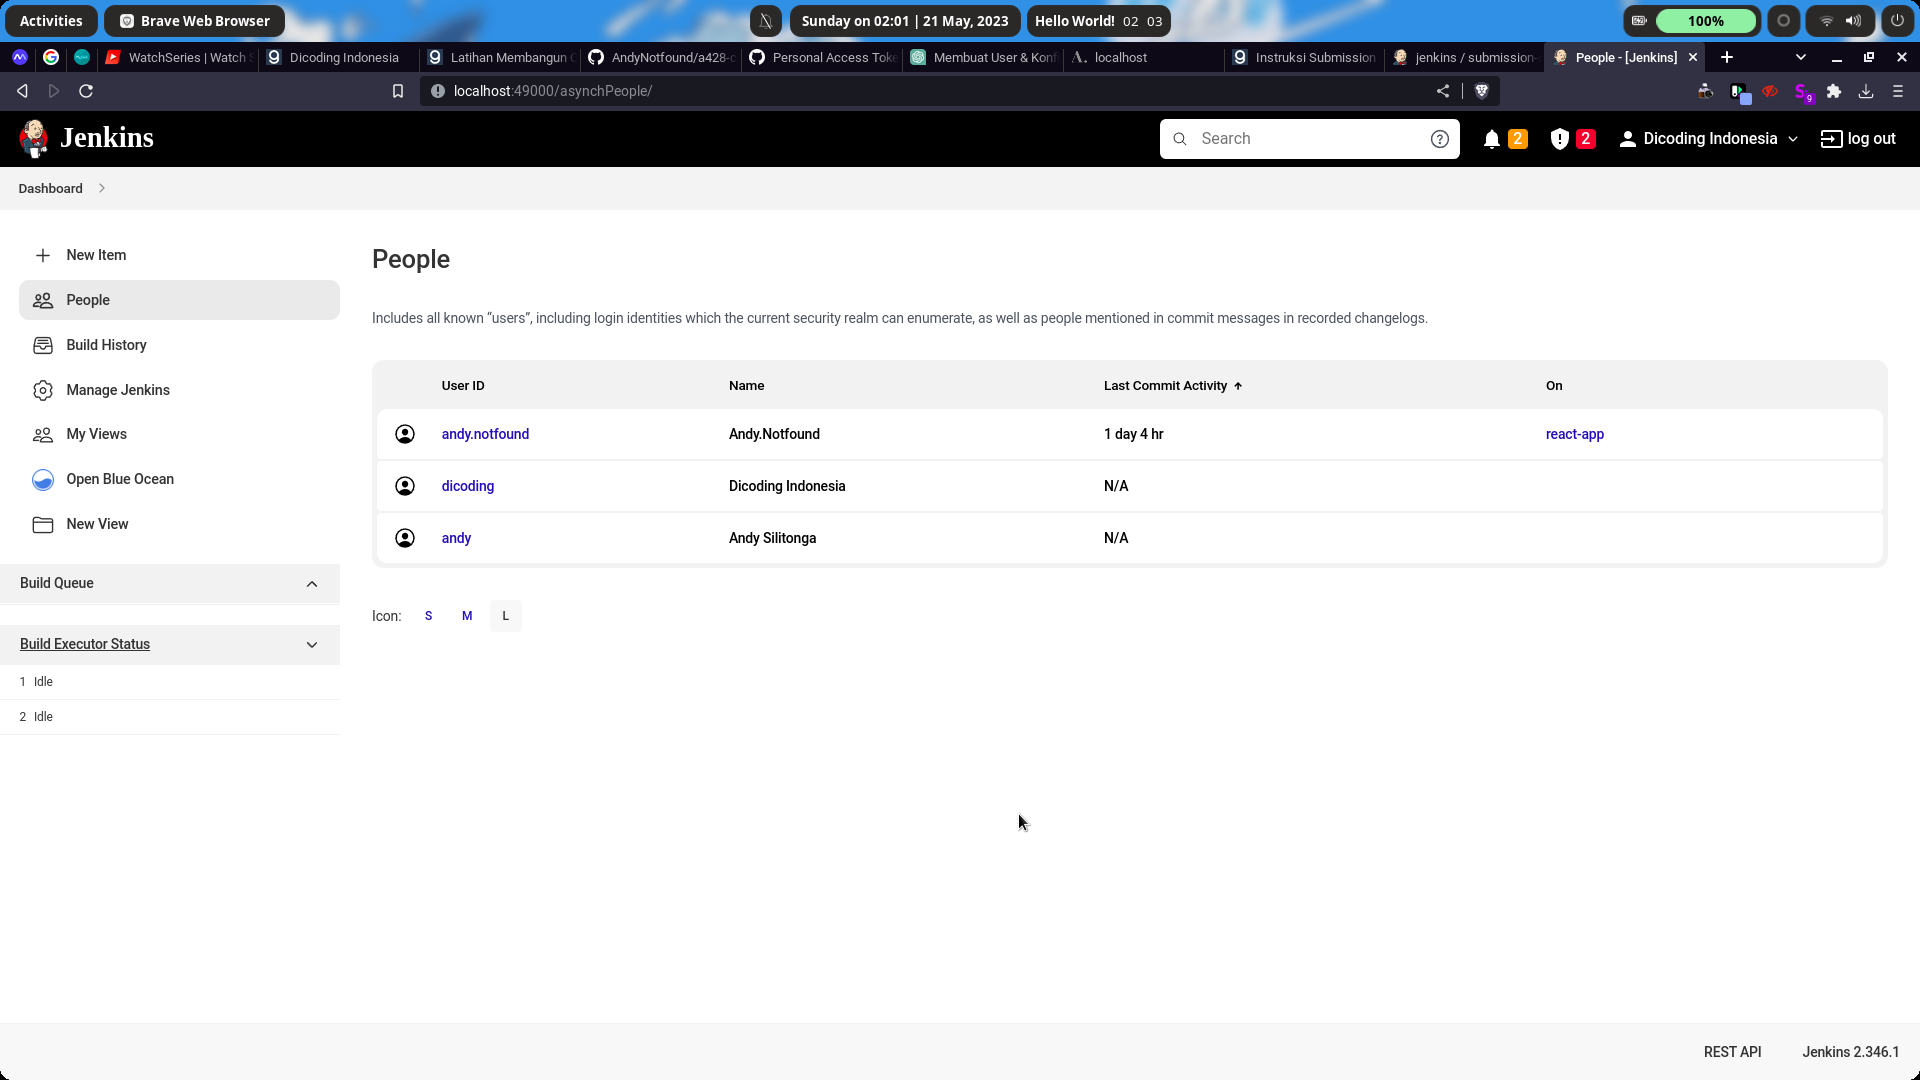 Activities
Brave Web Browser
Sunday on 02:01 | 21 May, 2023
Hello World! 02 03
100%
WatchSeries | Watch
Dicoding Indonesia
Latihan Membangun
AndyNotfound/a428-c
Personal Access Toke
Membuat User & Konf
localhost
Instruksi Submission
jenkins / submission-
People - [Jenkins]
localhost:49000/asynchPeople/
9
Jenkins
Search
2
2
Dicoding Indonesia
log out
Dashboard
New Item
People
Build History
Manage Jenkins
My Views
Open Blue Ocean
New View
Build Queue
Build Executor Status
1 Idle
2 Idle
People
Includes all known “users”, including login identities which the current security realm can enumerate, as well as people mentioned in commit messages in recorded changelogs.
User ID Name Last Commit Activity ↑ On
andy.notfound Andy.Notfound 1 day 4 hr react-app
dicoding Dicoding Indonesia N/A
andy Andy Silitonga N/A
Icon: S M L
REST API Jenkins 2.346.1